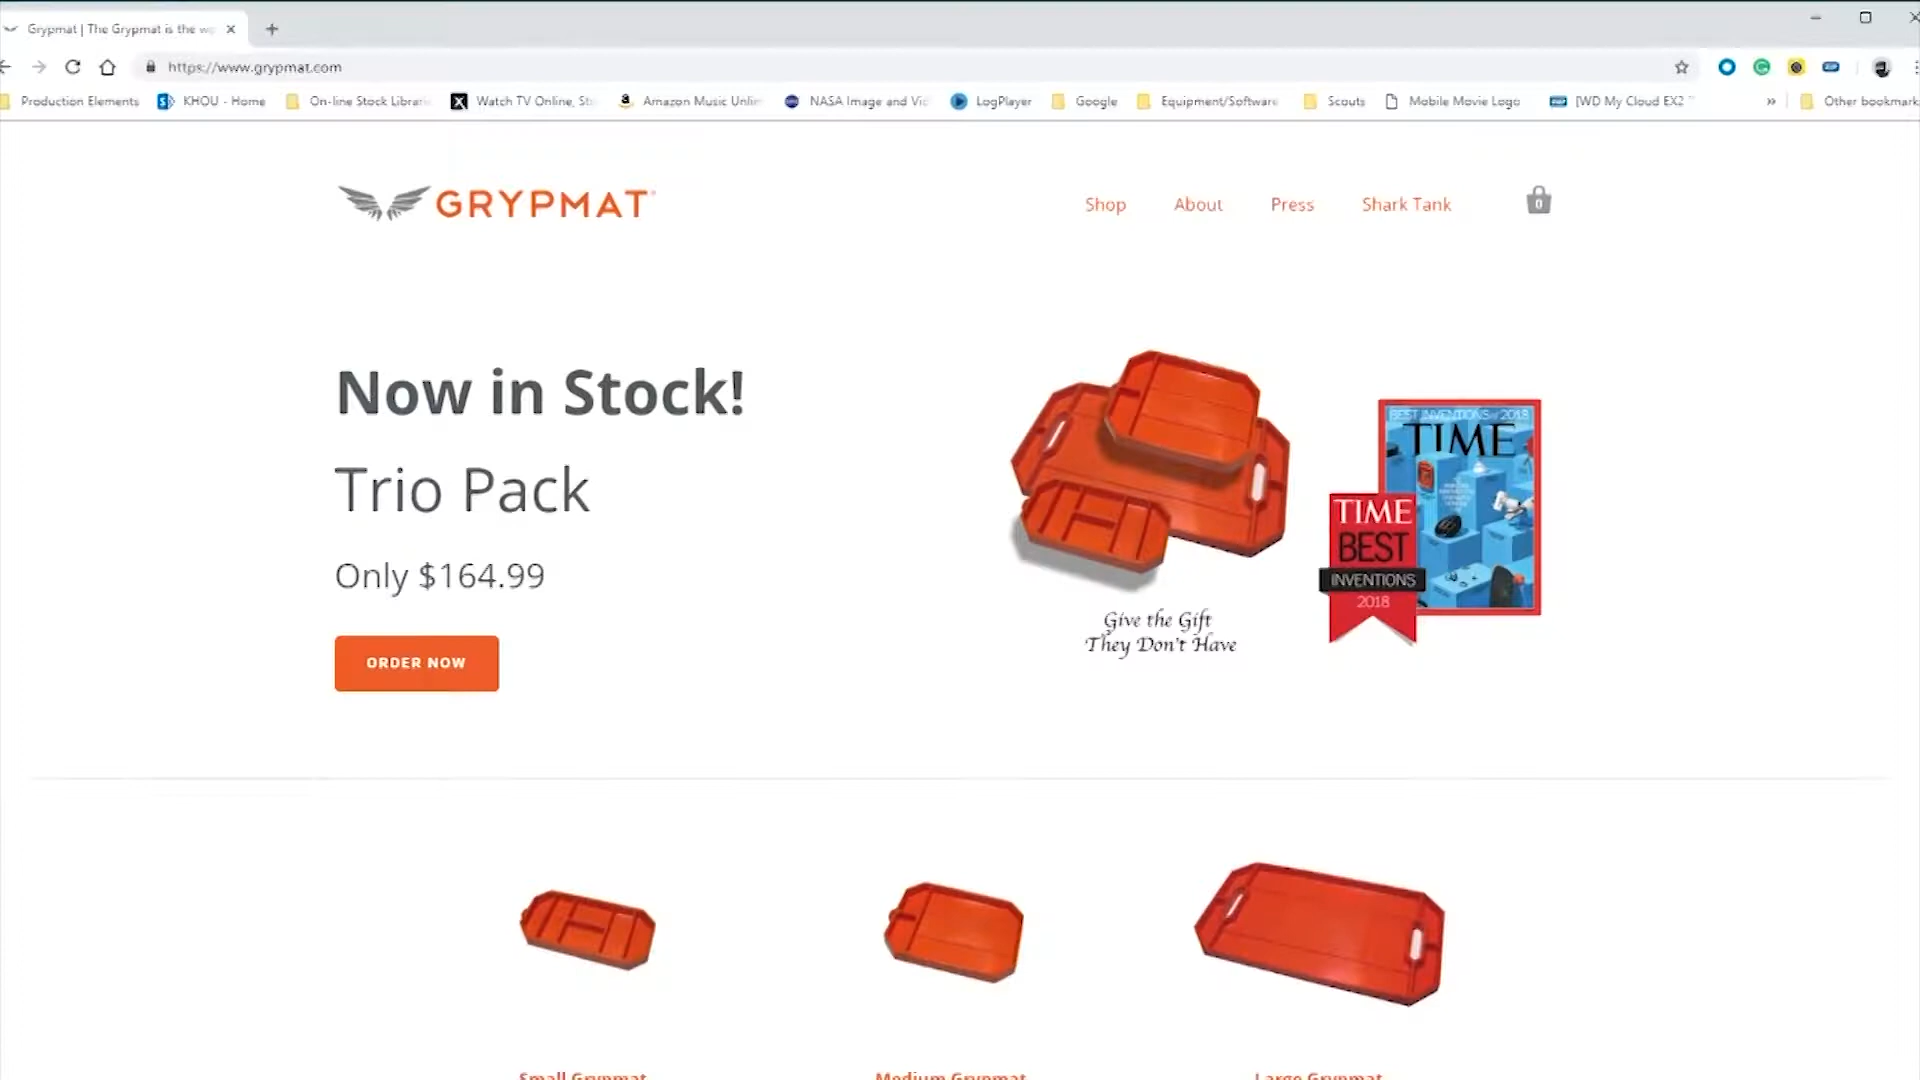 Grypmat | The Grypmat is the wo
https://www.grypmat.com
Production Elements
KHOU - Home
On-line Stock Librari
Watch TV Online, St
Amazon Music Unlim
NASA Image and Vid
LogPlayer
Google
Equipment/Software
Scouts
Mobile Movie Logo
[WD My Cloud EX2
»
Other bookmark
GRYPMAT
Shop
About
Press
Shark Tank
0
Now in Stock!
Trio Pack
Only $164.99
ORDER NOW
Give the Gift
They Don't Have
BEST INVENTIONS of 2018
TIME
TIME
BEST
INVENTIONS
2018
Small Grypmat
Medium Grypmat
Large Grypmat